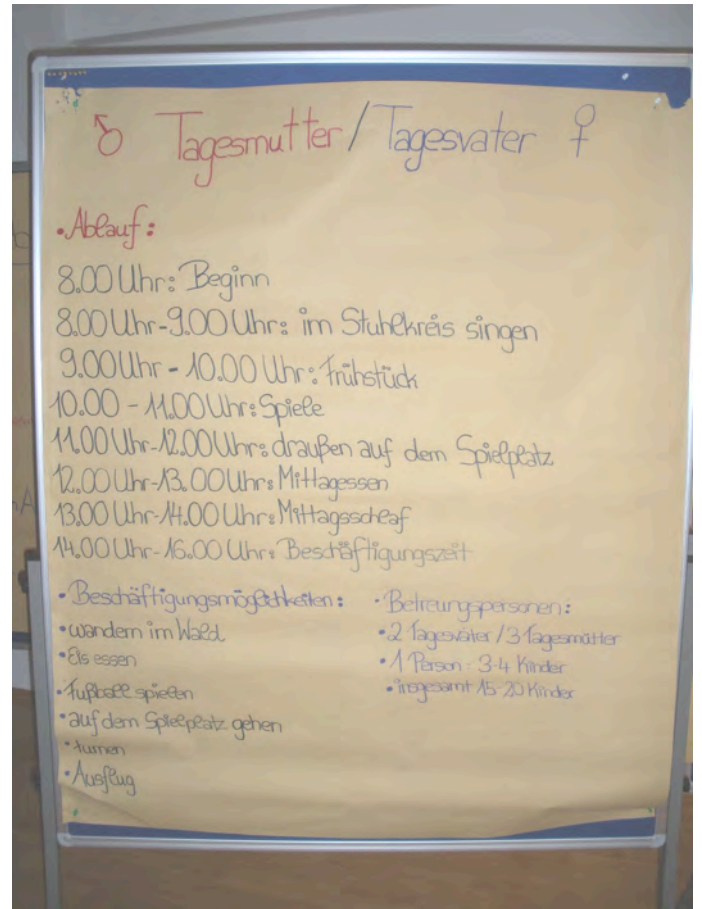 ♂ Tagesmutter / Tagesvater ♀
• Ablauf:
8.00 Uhr: Beginn
8.00 Uhr-9.00 Uhr: im Stuhlkreis singen
9.00 Uhr - 10.00 Uhr: Frühstück
10.00 - 11.00 Uhr: Spiele
11.00 Uhr-12.00 Uhr: draußen auf dem Spielplatz
12.00 Uhr-13.00 Uhr: Mittagessen
13.00 Uhr-14.00 Uhr: Mittagsschlaf
14.00 Uhr-16.00 Uhr: Beschäftigungszeit
• Beschäftigungsmöglichkeiten:
• wandern im Wald
• Eis essen
• Fußball spielen
• auf dem Spielplatz gehen
• turnen
• Ausflug
• Betreungspersonen:
• 2 Tagesväter / 3 Tagesmütter
• 1 Person: 3-4 Kinder
• insgesamt 15-20 Kinder